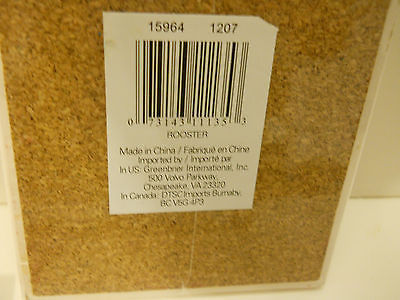 15964 1207
0 73143 11135 3
ROOSTER
Made in China / Fabriqué en Chine
Imported by / Importé par
In US: Greenbrier International, Inc.
500 Volvo Parkway,
Chesapeake, VA 23320
In Canada: DTSC Imports Burnaby,
BC V5G 4P3